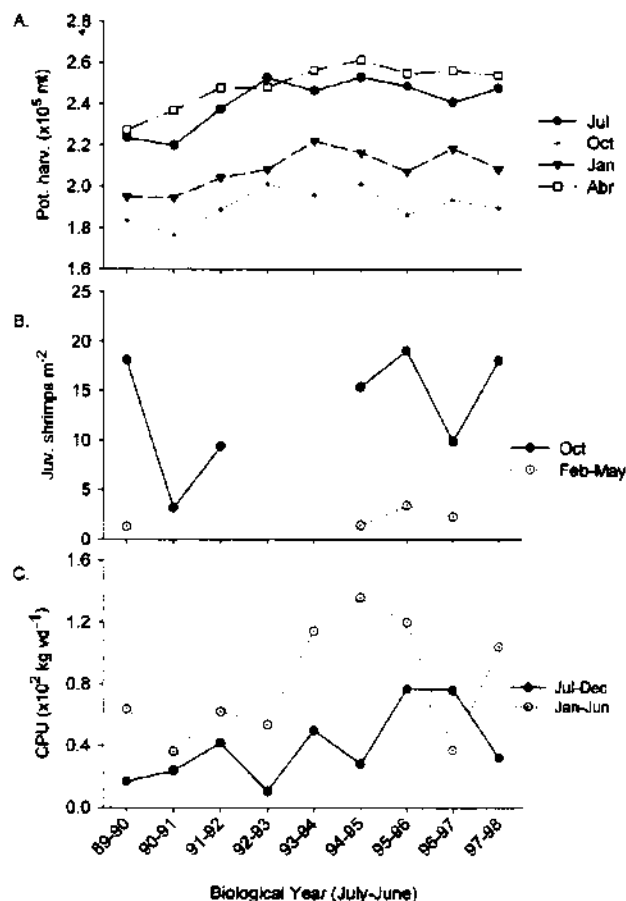 A.
2.8
2.6
2.4
2.2
2.0
1.8
1.6
Pot. harv. (x10⁵ mt)
Jul
Oct
Jan
Abr
B.
25
20
15
10
5
0
Juv. shrimps m⁻²
Oct
Feb-May
C.
1.6
1.2
0.8
0.4
0.0
CPU (x10² kg vd⁻¹)
Jul-Dec
Jan-Jun
89-90
90-91
91-92
92-93
93-94
94-95
95-96
96-97
97-98
Biological Year (July-June)